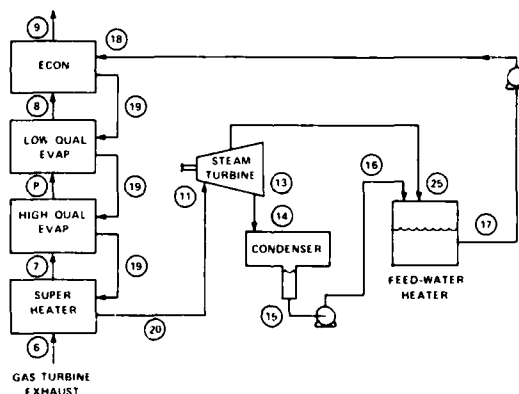 9
18
ECON
8
19
LOW QUAL
EVAP
P
19
HIGH QUAL
EVAP
7
19
SUPER
HEATER
6
20
GAS TURBINE
EXHAUST
STEAM
TURBINE
11
13
14
CONDENSER
15
16
25
17
FEED-WATER
HEATER